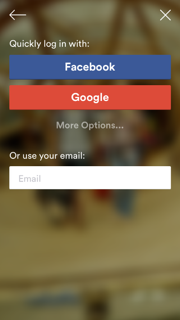 Quickly log in with:
Facebook
Google
More Options...
Or use your email:
Email